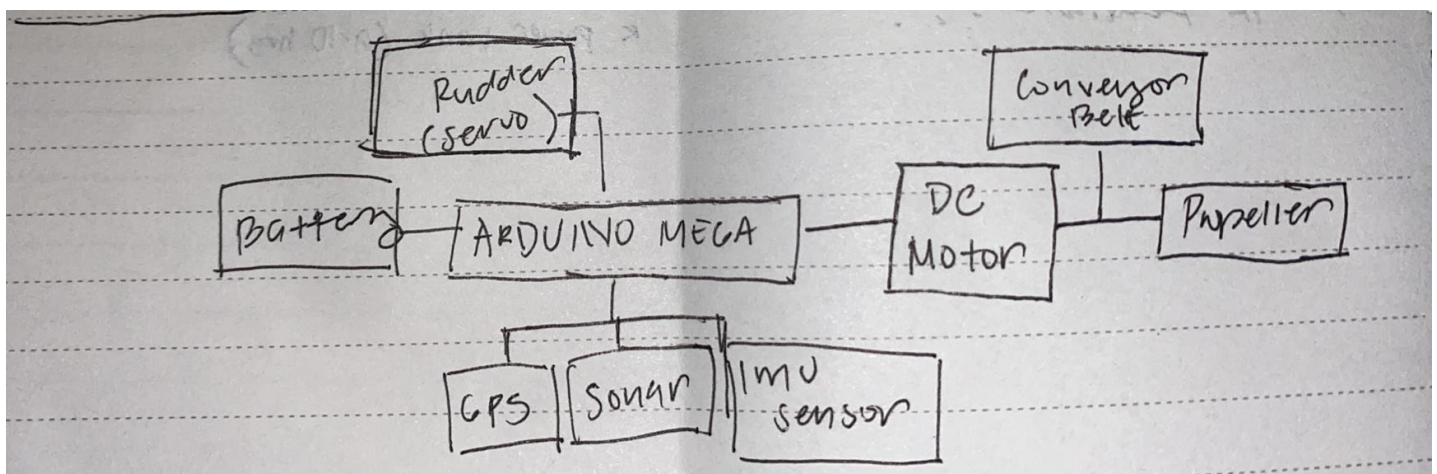 Rudder
(servo)
Conveyor
Belt
Battery
ARDUINO MEGA
DC
Motor
Propeller
GPS
Sonar
IMU
sensor